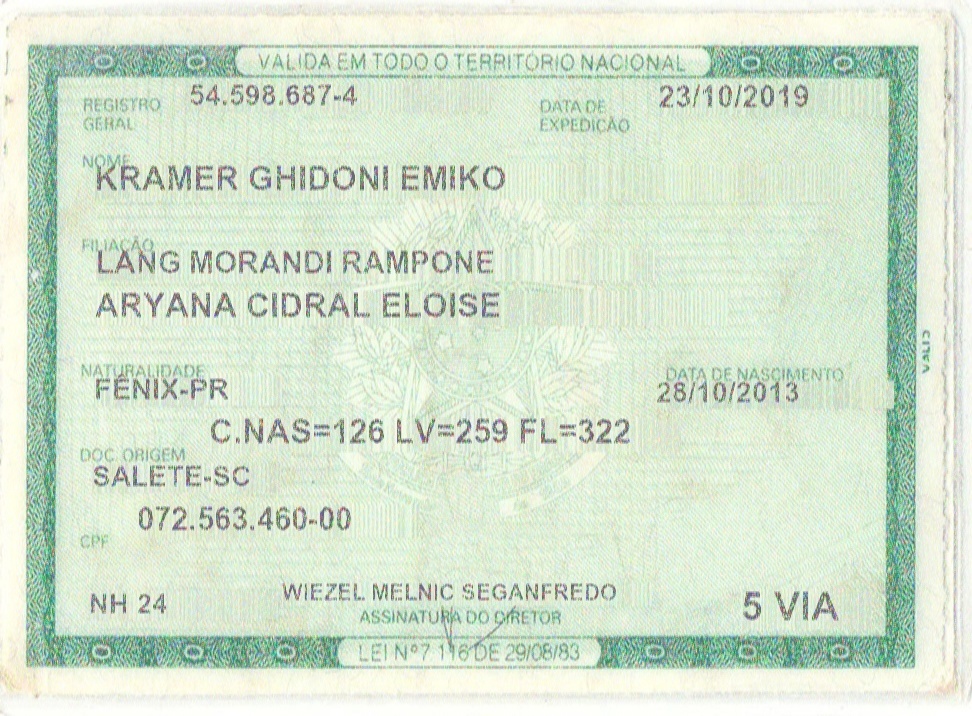 VALIDA EM TODO O TERRITÓRIO NACIONAL
REGISTRO GERAL 54.598.687-4 DATA DE EXPEDIÇÃO 23/10/2019
NOME
KRAMER GHIDONI EMIKO
FILIAÇÃO
LANG MORANDI RAMPONE
ARYANA CIDRAL ELOISE
NATURALIDADE DATA DE NASCIMENTO
FÊNIX-PR 28/10/2013
C.NAS=126 LV=259 FL=322
DOC. ORIGEM
SALETE-SC
072.563.460-00
CPF
NH 24 WIEZEL MELNIC SEGANFREDO 5 VIA
ASSINATURA DO DIRETOR
LEI Nº 7 116 DE 29/08/83